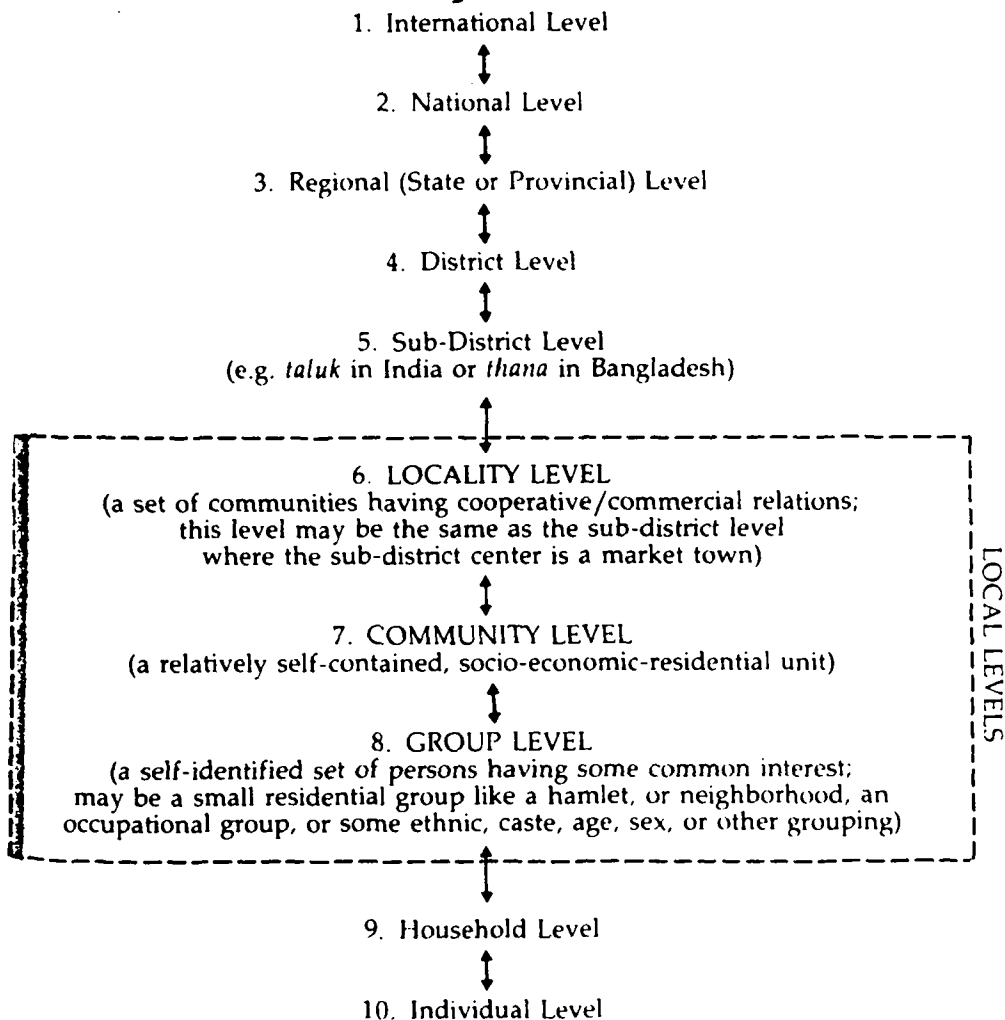 1. International Level
2. National Level
3. Regional (State or Provincial) Level
4. District Level
5. Sub-District Level
(e.g. taluk in India or thana in Bangladesh)
6. LOCALITY LEVEL
(a set of communities having cooperative/commercial relations;
this level may be the same as the sub-district level
where the sub-district center is a market town)
7. COMMUNITY LEVEL
(a relatively self-contained, socio-economic-residential unit)
8. GROUP LEVEL
(a self-identified set of persons having some common interest;
may be a small residential group like a hamlet, or neighborhood, an
occupational group, or some ethnic, caste, age, sex, or other grouping)
LOCAL LEVELS
9. Household Level
10. Individual Level